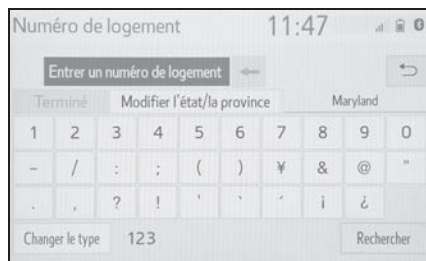 Numéro de logement 11:47 0
Entrer un numéro de logement
Terminé Modifier l'état/la province Maryland
1 2 3 4 5 6 7 8 9 0
- / : ; ( ) ¥ & @ "
. , ? ! ' ` ´ ¡ ¿
Changer le type 123 Rechercher